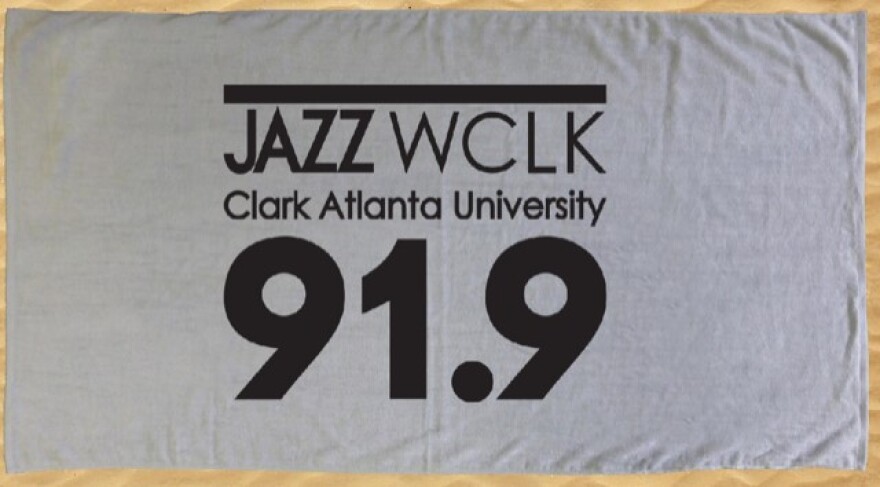 JAZZ WCLK
Clark Atlanta University
91.9